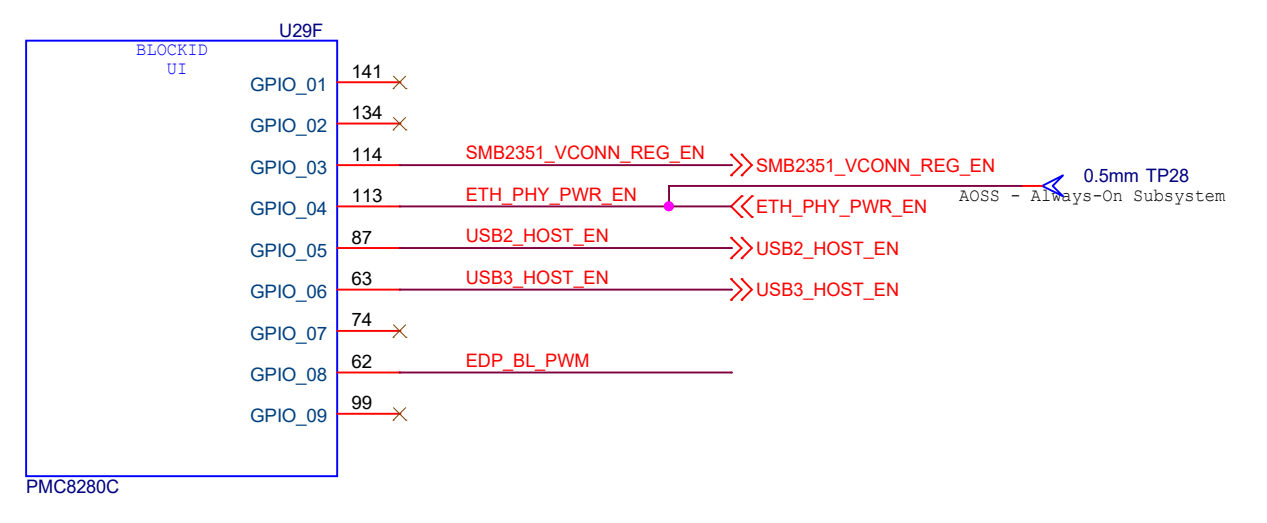 U29F
BLOCKID
UI
GPIO_01 141
GPIO_02 134
GPIO_03 114 SMB2351_VCONN_REG_EN SMB2351_VCONN_REG_EN
0.5mm TP28
AOSS - Always-On Subsystem
GPIO_04 113 ETH_PHY_PWR_EN ETH_PHY_PWR_EN
GPIO_05 87 USB2_HOST_EN USB2_HOST_EN
GPIO_06 63 USB3_HOST_EN USB3_HOST_EN
GPIO_07 74
GPIO_08 62 EDP_BL_PWM
GPIO_09 99
PMC8280C